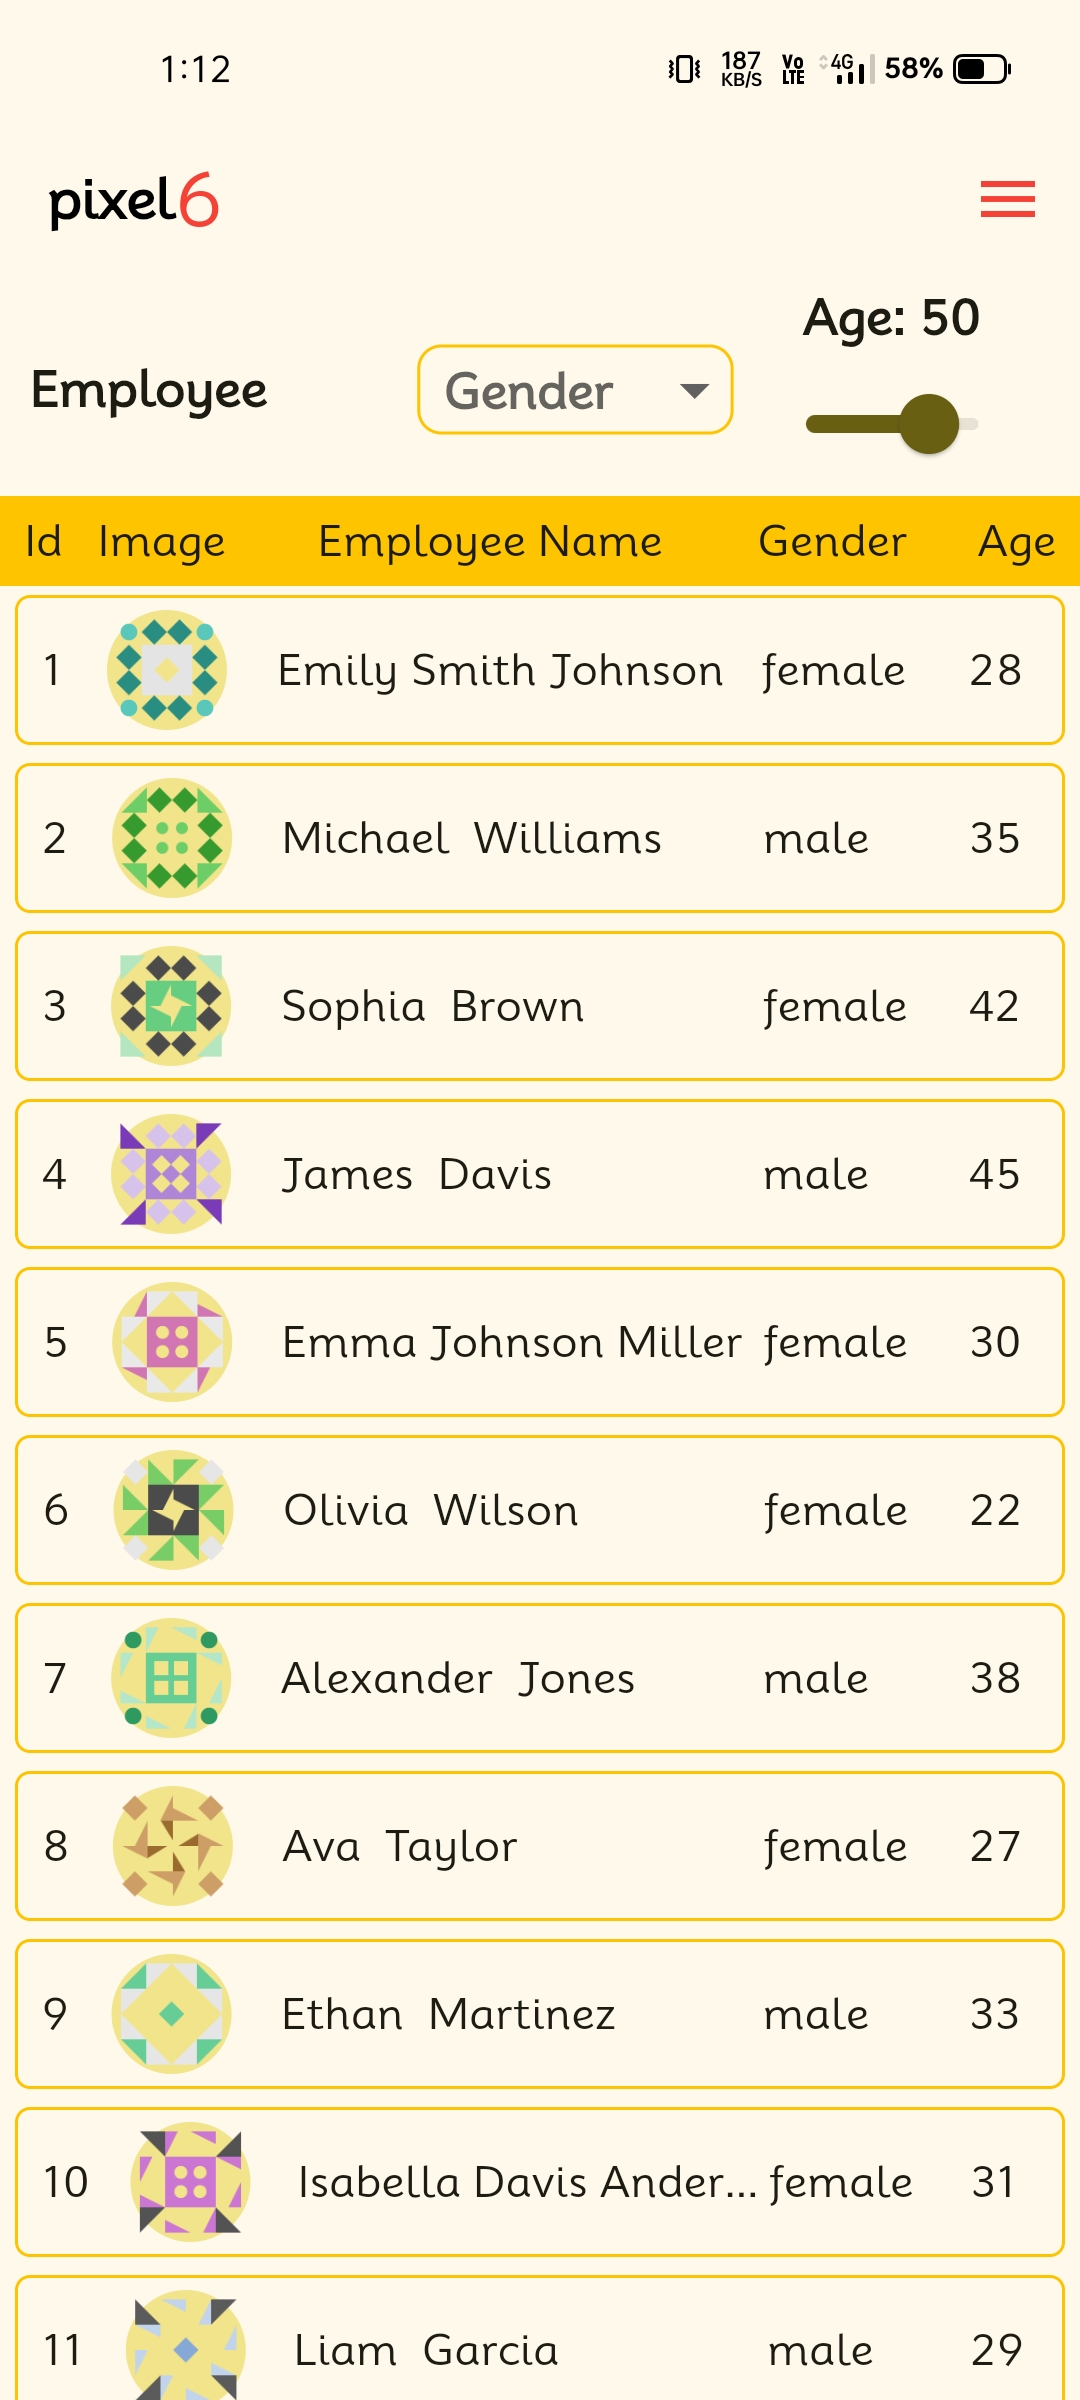 1:12 187 KB/S Vo LTE 4G 58%
pixel6
Age: 50
Employee Gender
Id Image Employee Name Gender Age
1 Emily Smith Johnson female 28
2 Michael Williams male 35
3 Sophia Brown female 42
4 James Davis male 45
5 Emma Johnson Miller female 30
6 Olivia Wilson female 22
7 Alexander Jones male 38
8 Ava Taylor female 27
9 Ethan Martinez male 33
10 Isabella Davis Ander... female 31
11 Liam Garcia male 29